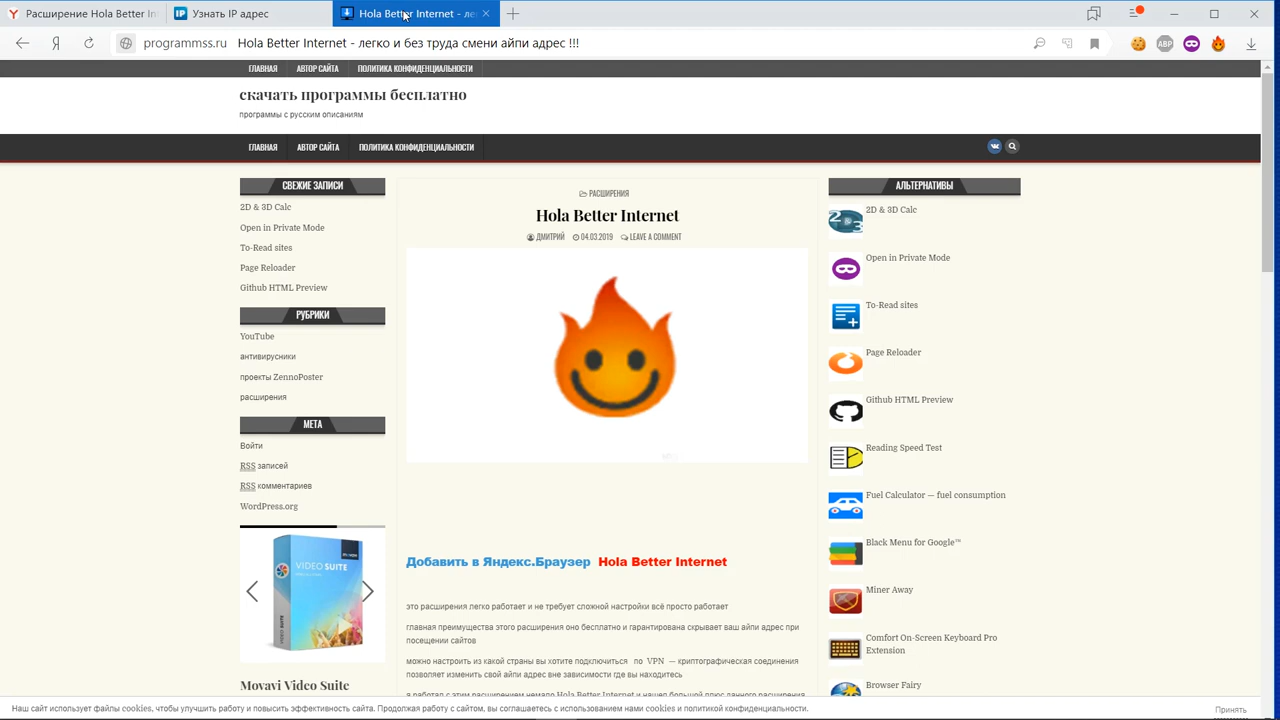 Расширение Hola Better In
Узнать IP адрес
Hola Better Internet - ле
programmss.ru Hola Better Internet - легко и без труда смени айпи адрес !!!
ABP
ГЛАВНАЯ АВТОР САЙТА ПОЛИТИКА КОНФИДЕНЦИАЛЬНОСТИ
скачать программы бесплатно
программы с русским описаниям
ГЛАВНАЯ АВТОР САЙТА ПОЛИТИКА КОНФИДЕНЦИАЛЬНОСТИ
СВЕЖИЕ ЗАПИСИ
2D & 3D Calc
Open in Private Mode
To-Read sites
Page Reloader
Github HTML Preview
РУБРИКИ
YouTube
антивирусники
проекты ZennoPoster
расширения
МЕТА
Войти
RSS записей
RSS комментариев
WordPress.org
VIDEO SUITE
Movavi Video Suite
РАСШИРЕНИЯ
Hola Better Internet
ДМИТРИЙ 04.03.2019 LEAVE A COMMENT
Добавить в Яндекс.Браузер Hola Better Internet
это расширения легко работает и не требует сложной настройки всё просто работает
главная преимущества этого расширения оно бесплатно и гарантирована скрывает ваш айпи адрес при
посещении сайтов
можно настроить из какой страны вы хотите подключиться по VPN — криптографическая соединения
позволяет изменить свой айпи адрес вне зависимости где вы находитесь
я работал с этим расширением немало Hola Better Internet и нашел большой плюс данного расширения
АЛЬТЕРНАТИВЫ
2D & 3D Calc
Open in Private Mode
To-Read sites
Page Reloader
Github HTML Preview
Reading Speed Test
Fuel Calculator — fuel consumption
Black Menu for Google™
Miner Away
Comfort On-Screen Keyboard Pro
Extension
Browser Fairy
Наш сайт использует файлы cookies, чтобы улучшить работу и повысить эффективность сайта. Продолжая работу с сайтом, вы соглашаетесь с использованием нами cookies и политикой конфиденциальности.
Принять